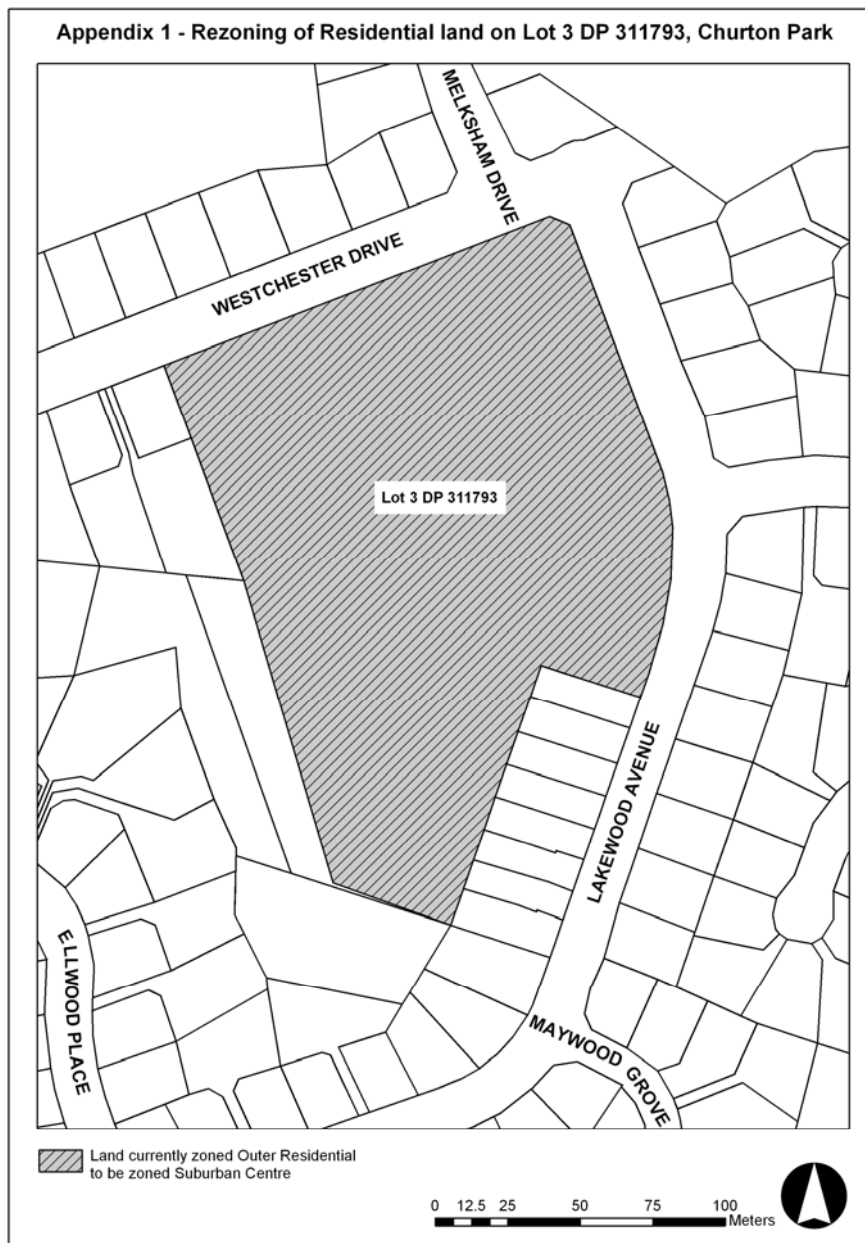 Appendix 1 - Rezoning of Residential land on Lot 3 DP 311793, Churton Park
MELKSHAM DRIVE
WESTCHESTER DRIVE
Lot 3 DP 311793
LAKEWOOD AVENUE
ELLWOOD PLACE
MAYWOOD GROVE
Land currently zoned Outer Residential
to be zoned Suburban Centre
0 12.5 25 50 75 100
Meters